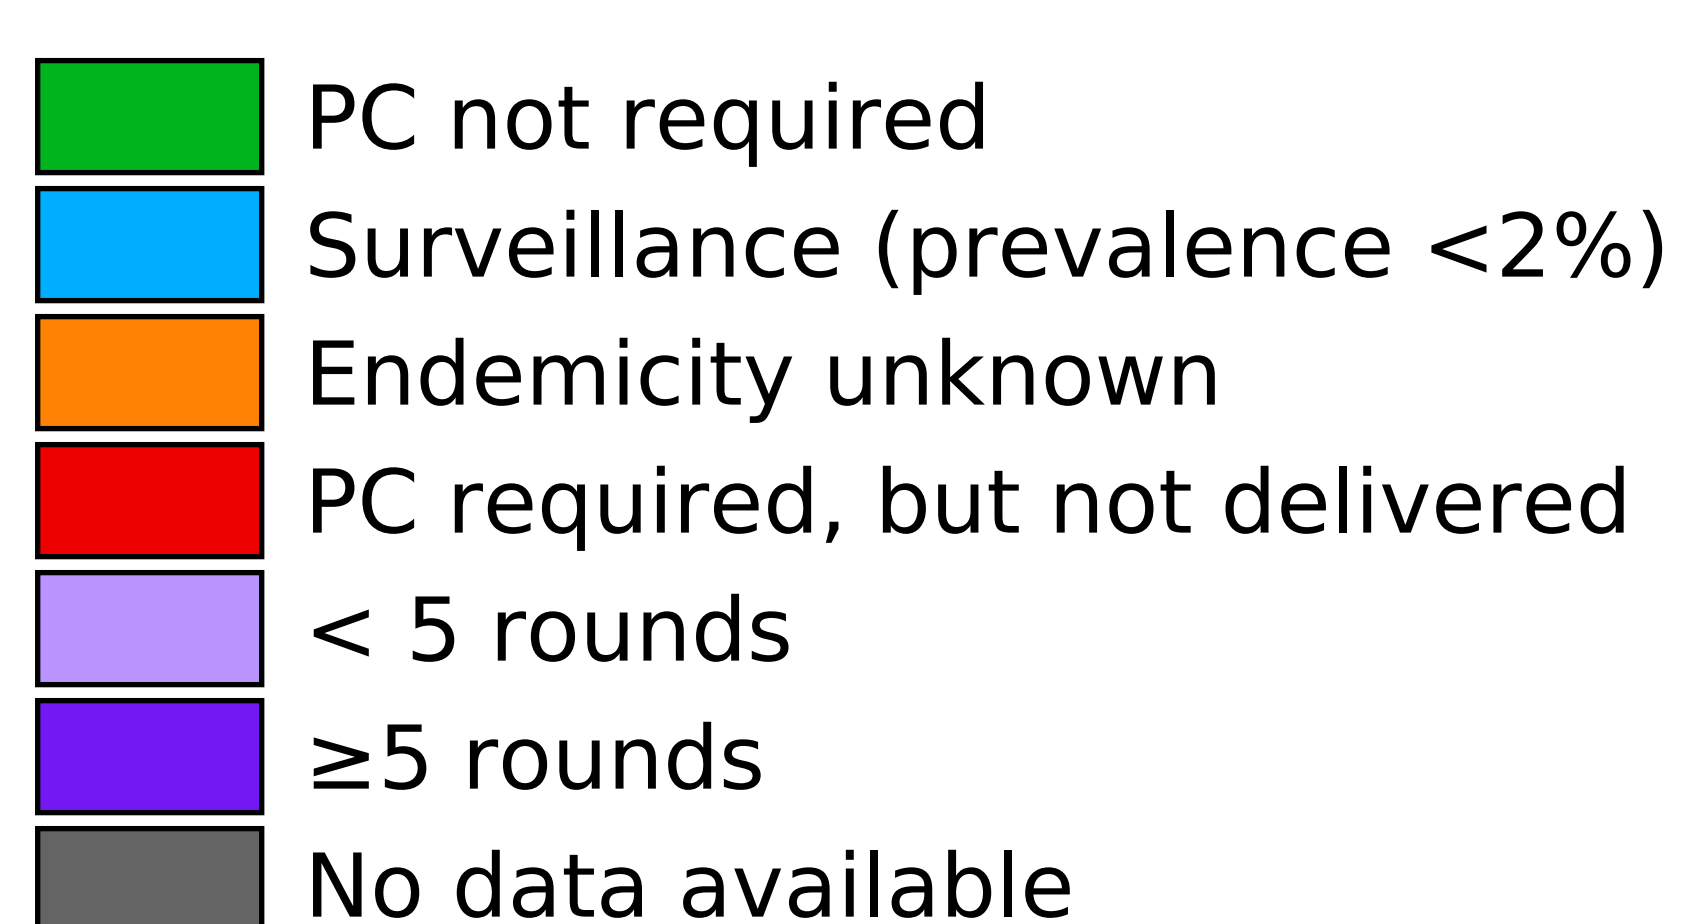 PC not required
Surveillance (prevalence <2%)
Endemicity unknown
PC required, but not delivered
< 5 rounds
≥5 rounds
No data available